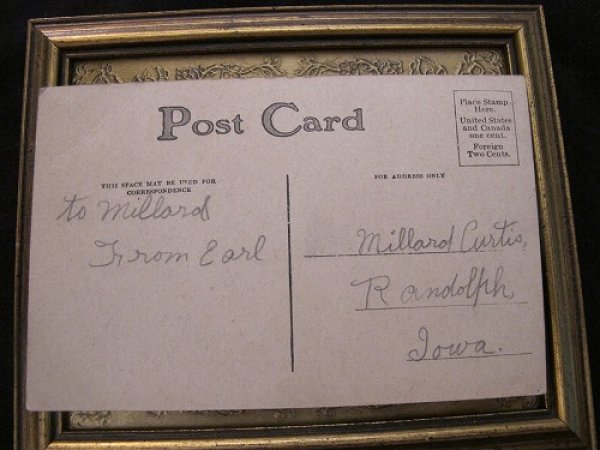 Post Card
Place Stamp
Here.
United States
and Canada
one cent.
Foreign
Two Cents.
THIS SPACE MAY BE USED FOR
CORRESPONDENCE
FOR ADDRESS ONLY
to Millard
From Earl
Millard Curtis,
Randolph,
Iowa.